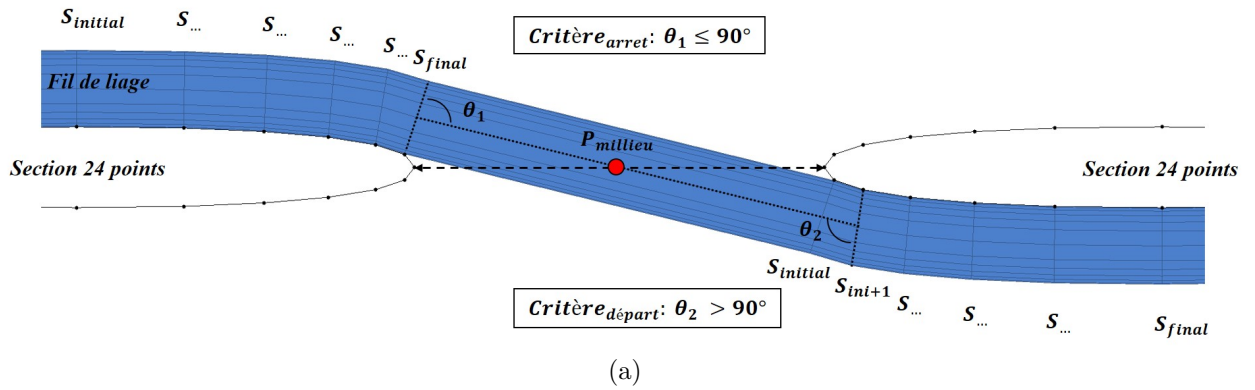 S_initial S_... S_... S_... S_... S_final
Critère_arret: θ_1 ≤ 90°
Fil de liage
θ_1
P_millieu
Section 24 points
Section 24 points
θ_2
S_initial S_ini+1 S_... S_... S_... S_final
Critère_départ: θ_2 > 90°
(a)